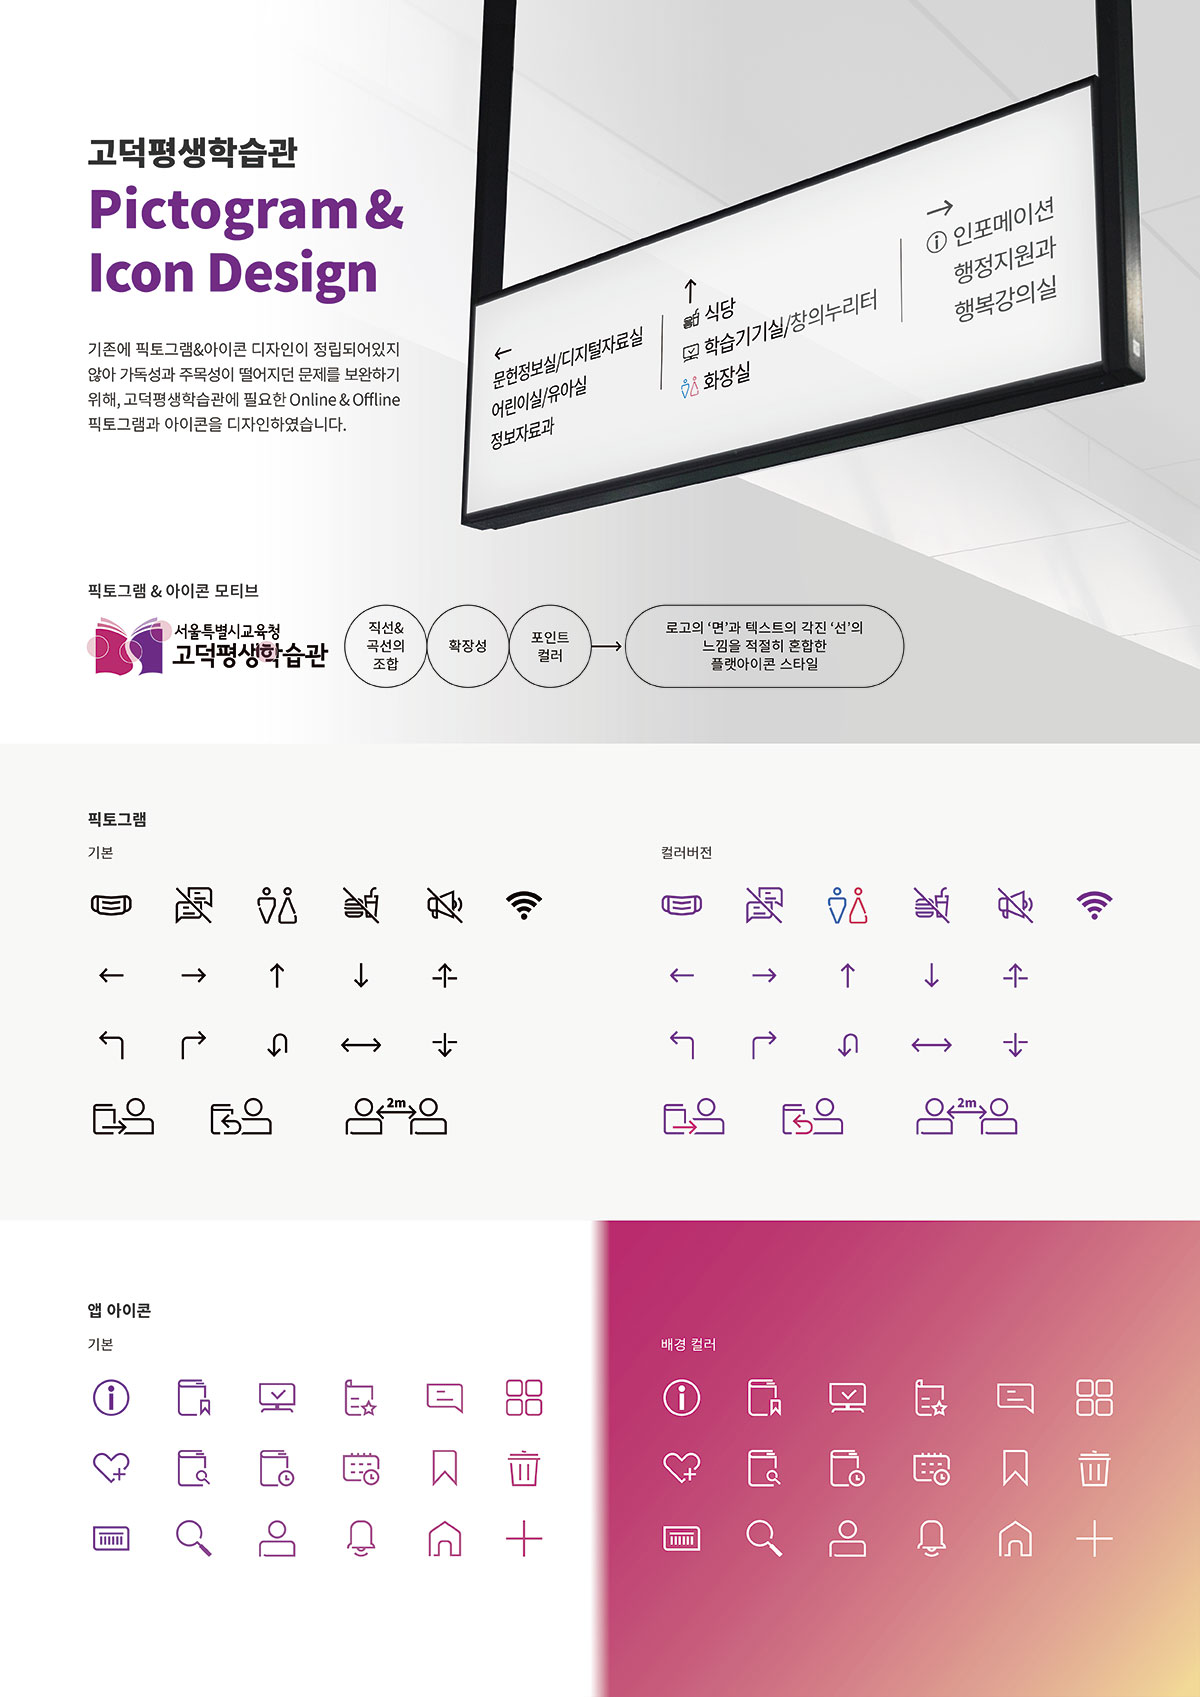 고덕평생학습관
Pictogram &
Icon Design
기존에 픽토그램&아이콘 디자인이 정립되어있지
않아 가독성과 주목성이 떨어지던 문제를 보완하기
위해, 고덕평생학습관에 필요한 Online & Offline
픽토그램과 아이콘을 디자인하였습니다.
←
문헌정보실/디지털자료실
어린이실/유아실
정보자료과
↑
식당
학습기기실/창의누리터
화장실
→
인포메이션
행정지원과
행복강의실
픽토그램 & 아이콘 모티브
서울특별시교육청
고덕평생학습관
직선&
곡선의
조합
확장성
포인트
컬러
로고의 ‘면’과 텍스트의 각진 ‘선’의
느낌을 적절히 혼합한
플랫아이콘 스타일
픽토그램
기본
컬러버전
2m
2m
앱 아이콘
기본
배경 컬러